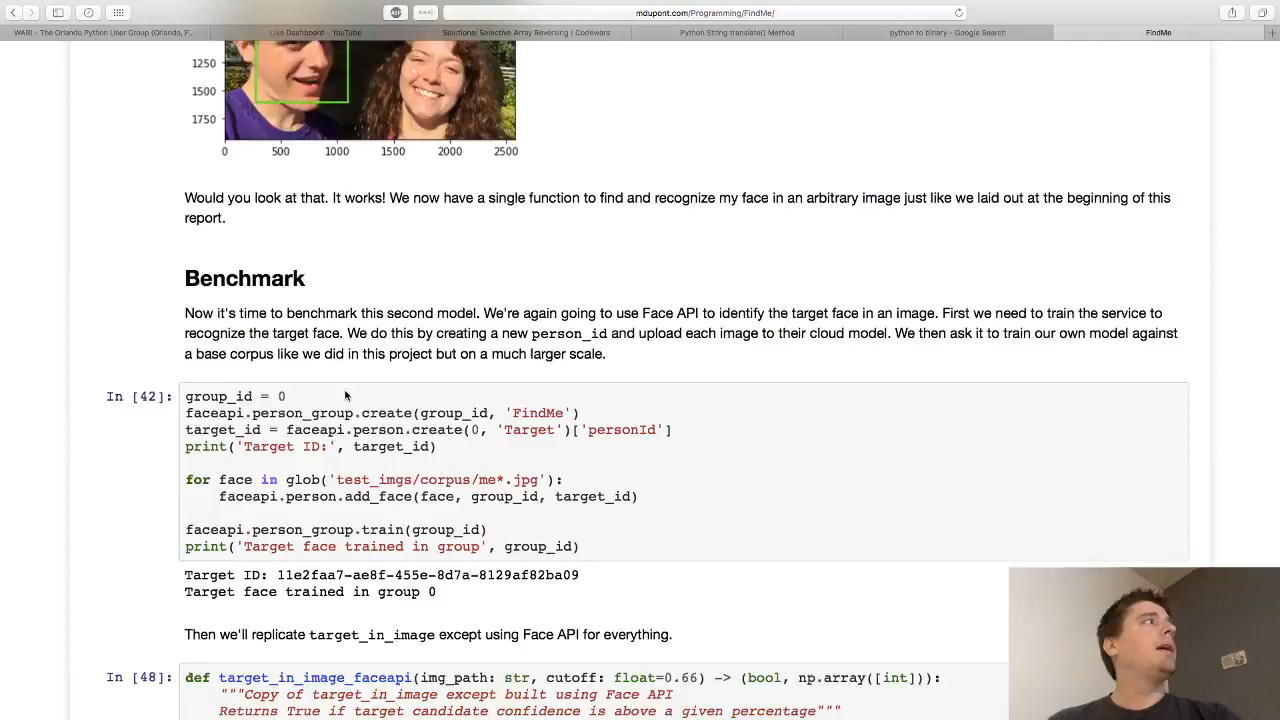 mdupont.com/Programming/FindMe/
WARI - The Orlando Python User Group (Orlando, F...
Live Dashboard - YouTube
Solutions: Selective Array Reversing | Codewars
Python String translate() Method
python to binary - Google Search
FindMe
1250
1500
1750
0 500 1000 1500 2000 2500
Would you look at that. It works! We now have a single function to find and recognize my face in an arbitrary image just like we laid out at the beginning of this
report.
Benchmark
Now it's time to benchmark this second model. We're again going to use Face API to identify the target face in an image. First we need to train the service to
recognize the target face. We do this by creating a new person_id and upload each image to their cloud model. We then ask it to train our own model against
a base corpus like we did in this project but on a much larger scale.
In [42]: group_id = 0
faceapi.person_group.create(group_id, 'FindMe')
target_id = faceapi.person.create(0, 'Target')['personId']
print('Target ID:', target_id)
for face in glob('test_imgs/corpus/me*.jpg'):
faceapi.person.add_face(face, group_id, target_id)
faceapi.person_group.train(group_id)
print('Target face trained in group', group_id)
Target ID: 11e2faa7-ae8f-455e-8d7a-8129af82ba09
Target face trained in group 0
Then we'll replicate target_in_image except using Face API for everything.
In [48]: def target_in_image_faceapi(img_path: str, cutoff: float=0.66) -> (bool, np.array([int])):
"""Copy of target_in_image except built using Face API
Returns True if target candidate confidence is above a given percentage"""